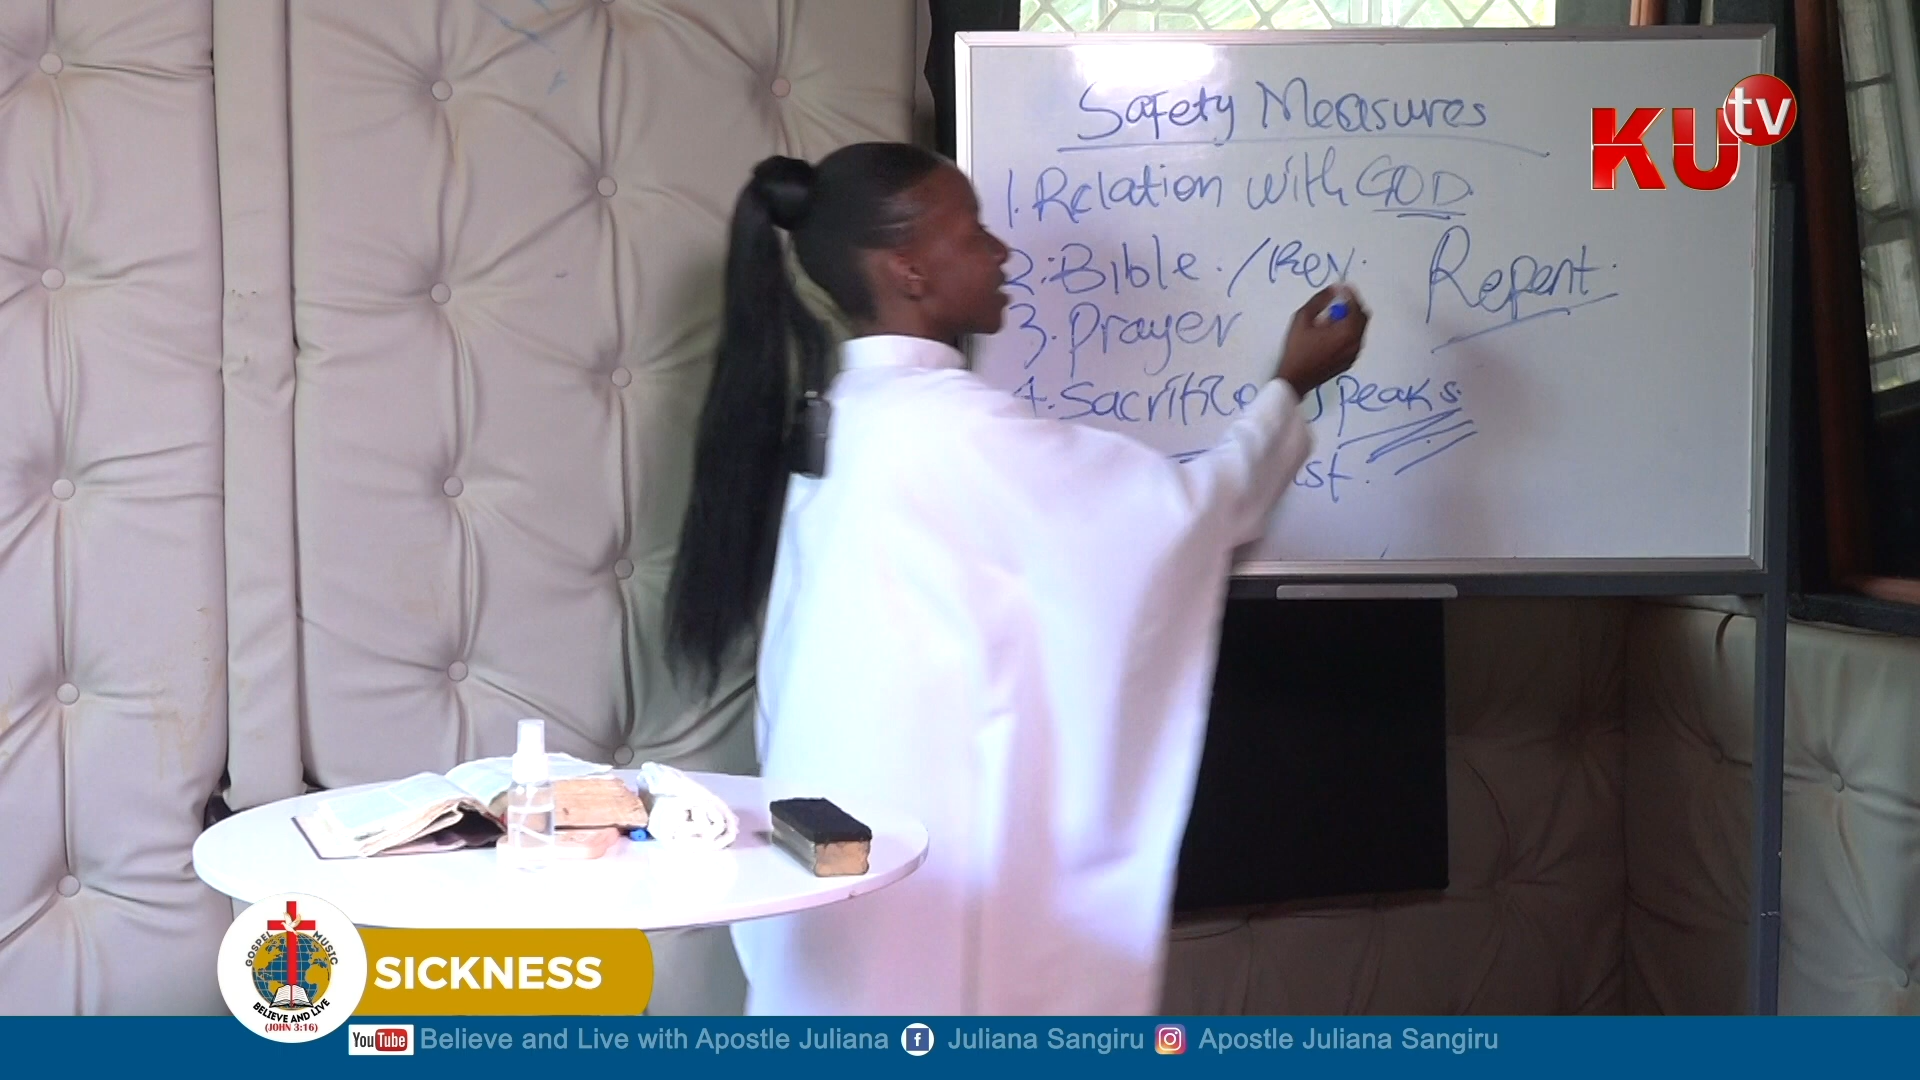 Safety Measures
1. Relation with GOD.
2. Bible. /Rev. Repent.
3. Prayer
4. Sacrifice Speaks.
KU tv
GOSPEL MUSIC
BELIEVE AND LIVE
(JOHN 3:16)
SICKNESS
YouTube Believe and Live with Apostle Juliana f Juliana Sangiru Apostle Juliana Sangiru